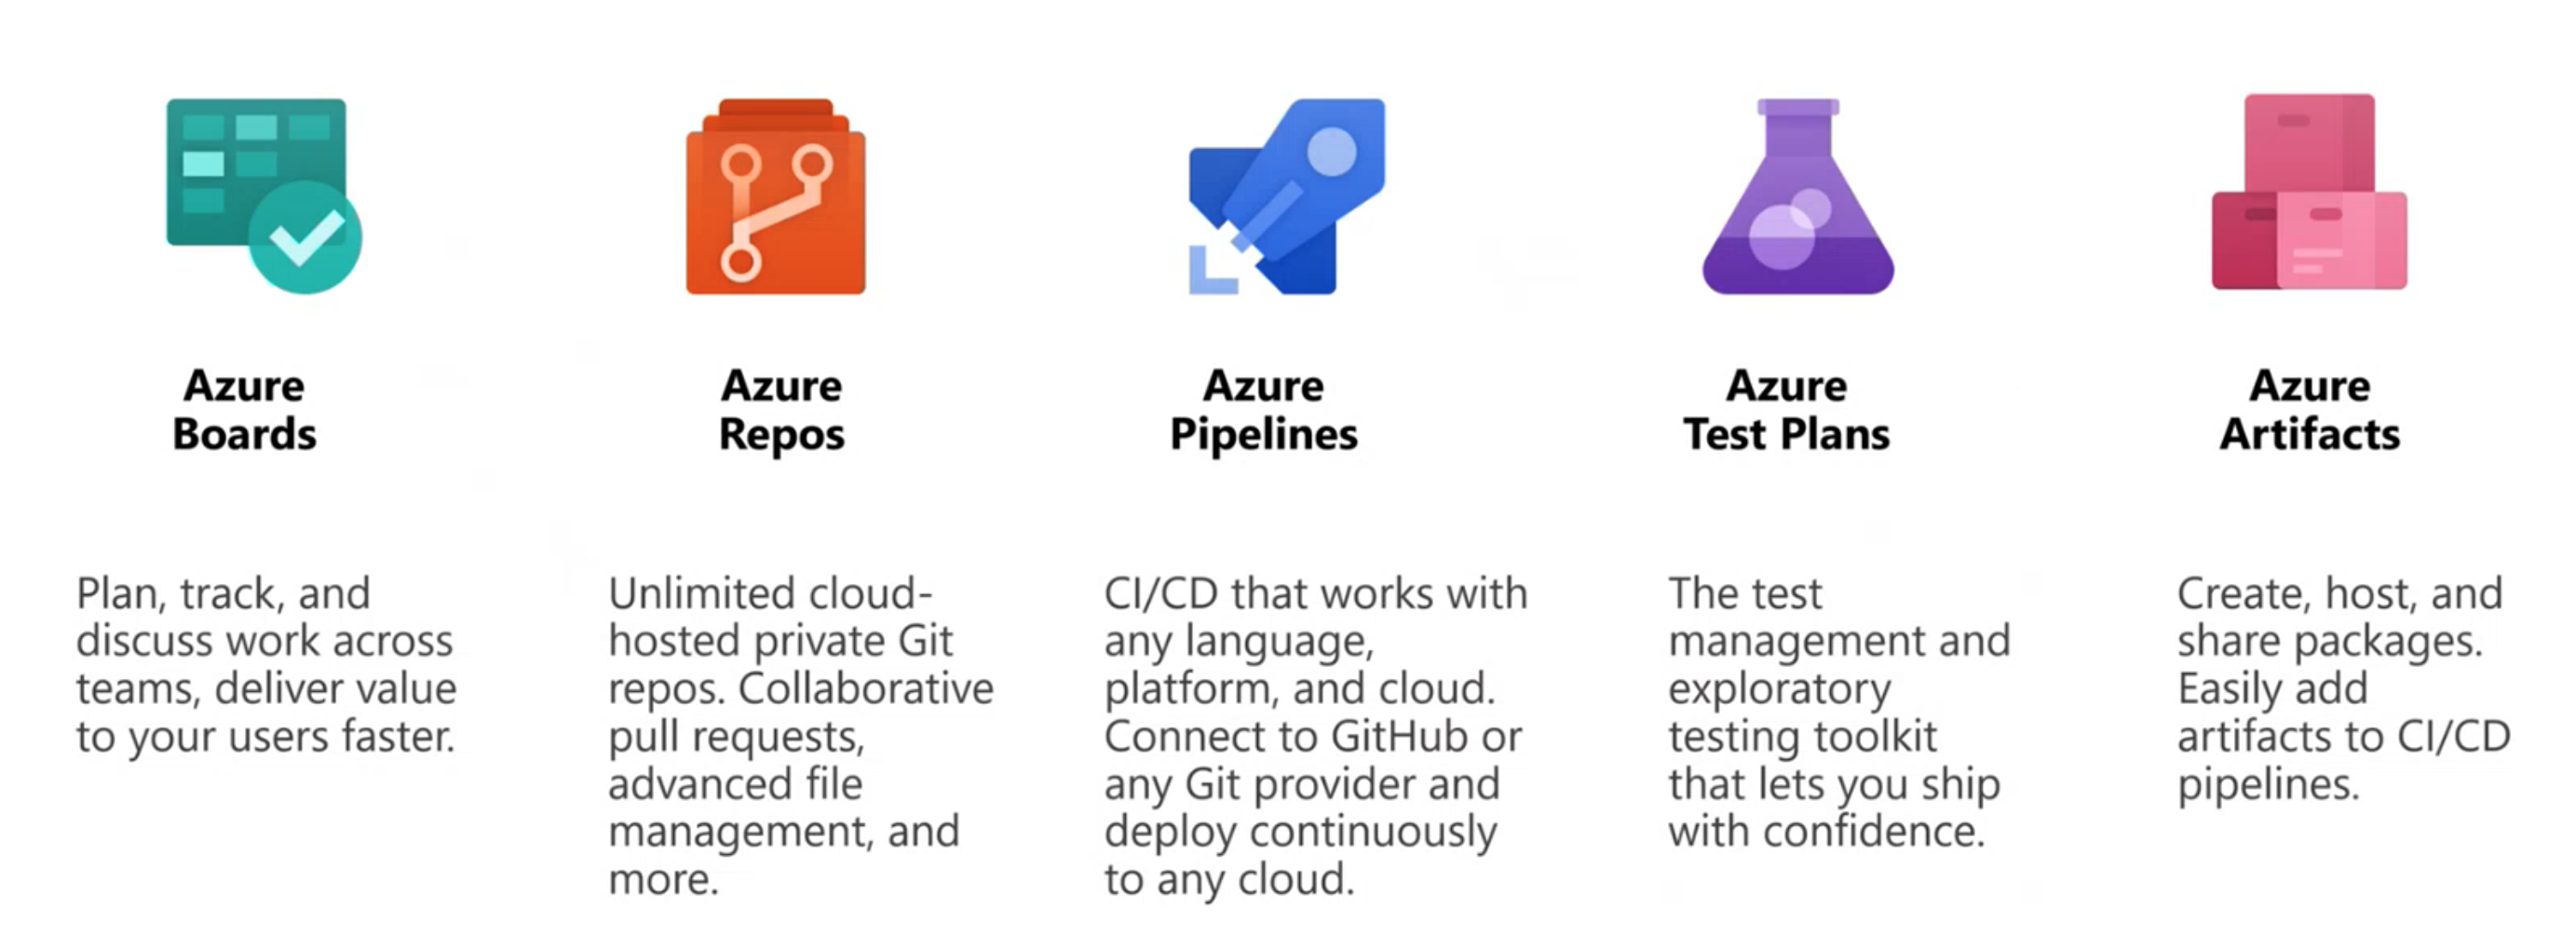 Azure
Boards
Plan, track, and
discuss work across
teams, deliver value
to your users faster.
Azure
Repos
Unlimited cloud-
hosted private Git
repos. Collaborative
pull requests,
advanced file
management, and
more.
Azure
Pipelines
CI/CD that works with
any language,
platform, and cloud.
Connect to GitHub or
any Git provider and
deploy continuously
to any cloud.
Azure
Test Plans
The test
management and
exploratory
testing toolkit
that lets you ship
with confidence.
Azure
Artifacts
Create, host, and
share packages.
Easily add
artifacts to CI/CD
pipelines.